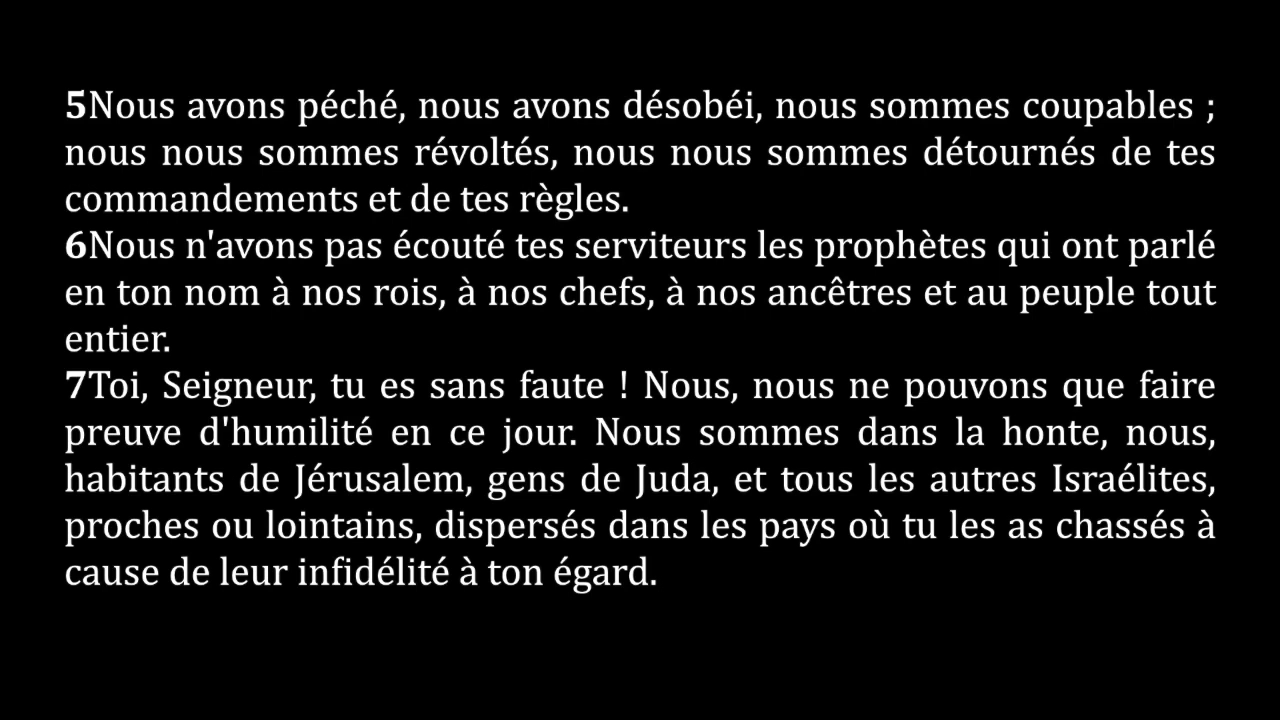 5Nous avons péché, nous avons désobéi, nous sommes coupables ;
nous nous sommes révoltés, nous nous sommes détournés de tes
commandements et de tes règles.
6Nous n'avons pas écouté tes serviteurs les prophètes qui ont parlé
en ton nom à nos rois, à nos chefs, à nos ancêtres et au peuple tout
entier.
7Toi, Seigneur, tu es sans faute ! Nous, nous ne pouvons que faire
preuve d'humilité en ce jour. Nous sommes dans la honte, nous,
habitants de Jérusalem, gens de Juda, et tous les autres Israélites,
proches ou lointains, dispersés dans les pays où tu les as chassés à
cause de leur infidélité à ton égard.